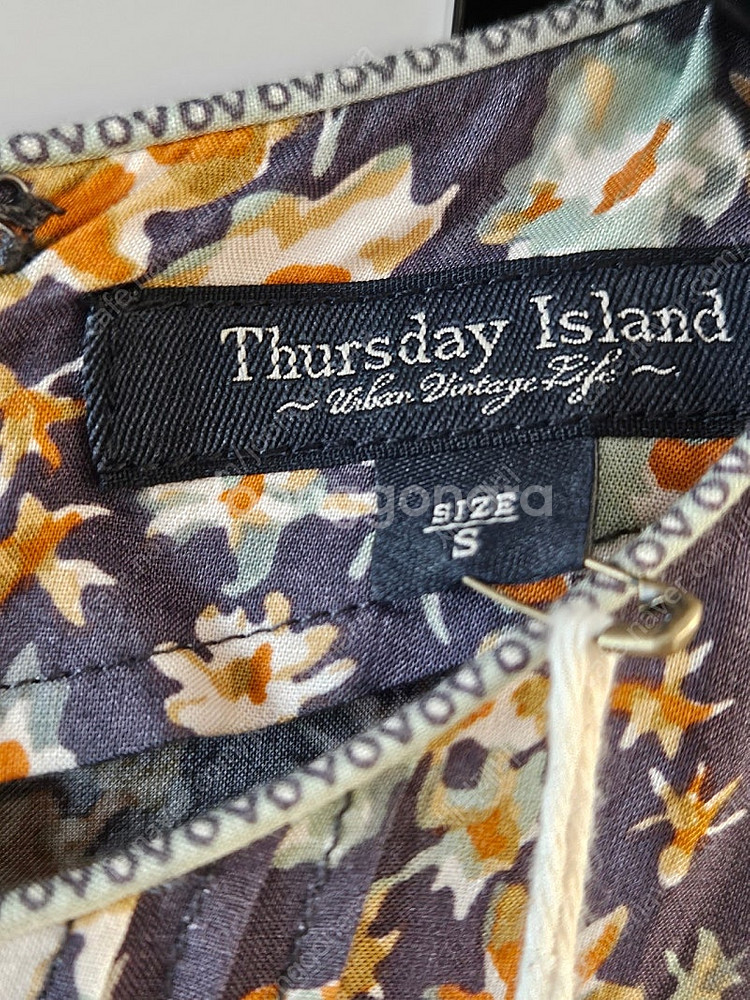 Thursday Island
~ Urban Vintage Life ~
SIZE
S